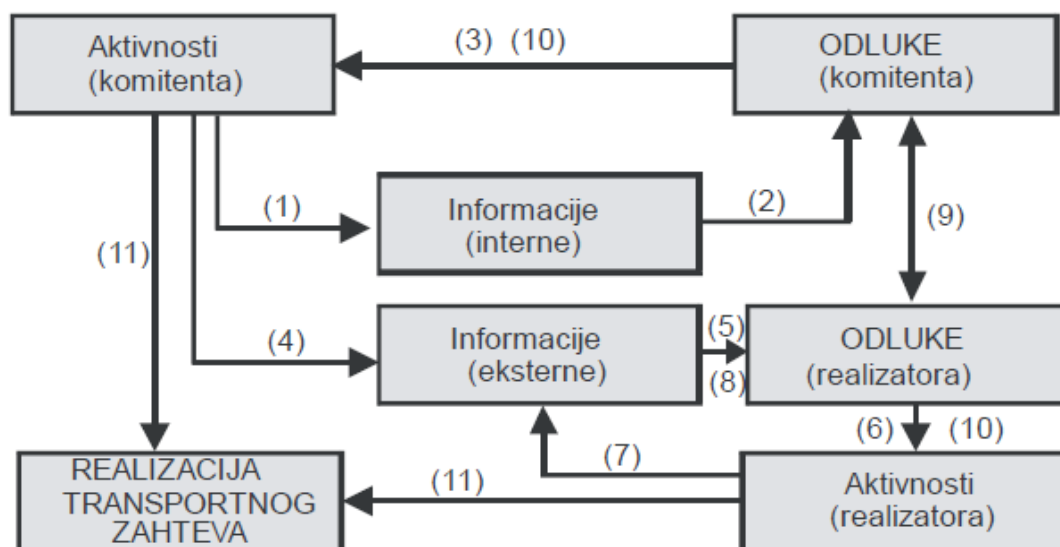 Aktivnosti
(komitenta)
(3) (10)
ODLUKE
(komitenta)
(1)
Informacije
(interne)
(2)
(9)
(11)
(4)
Informacije
(eksterne)
(5)
(8)
ODLUKE
(realizatora)
(6) (10)
(7)
REALIZACIJA
TRANSPORTNOG
ZAHTEVA
(11)
Aktivnosti
(realizatora)